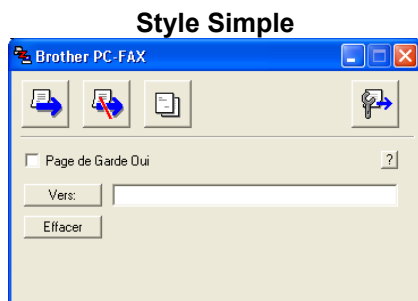 Style Simple
Brother PC-FAX
Page de Garde Oui
?
Vers:
Effacer